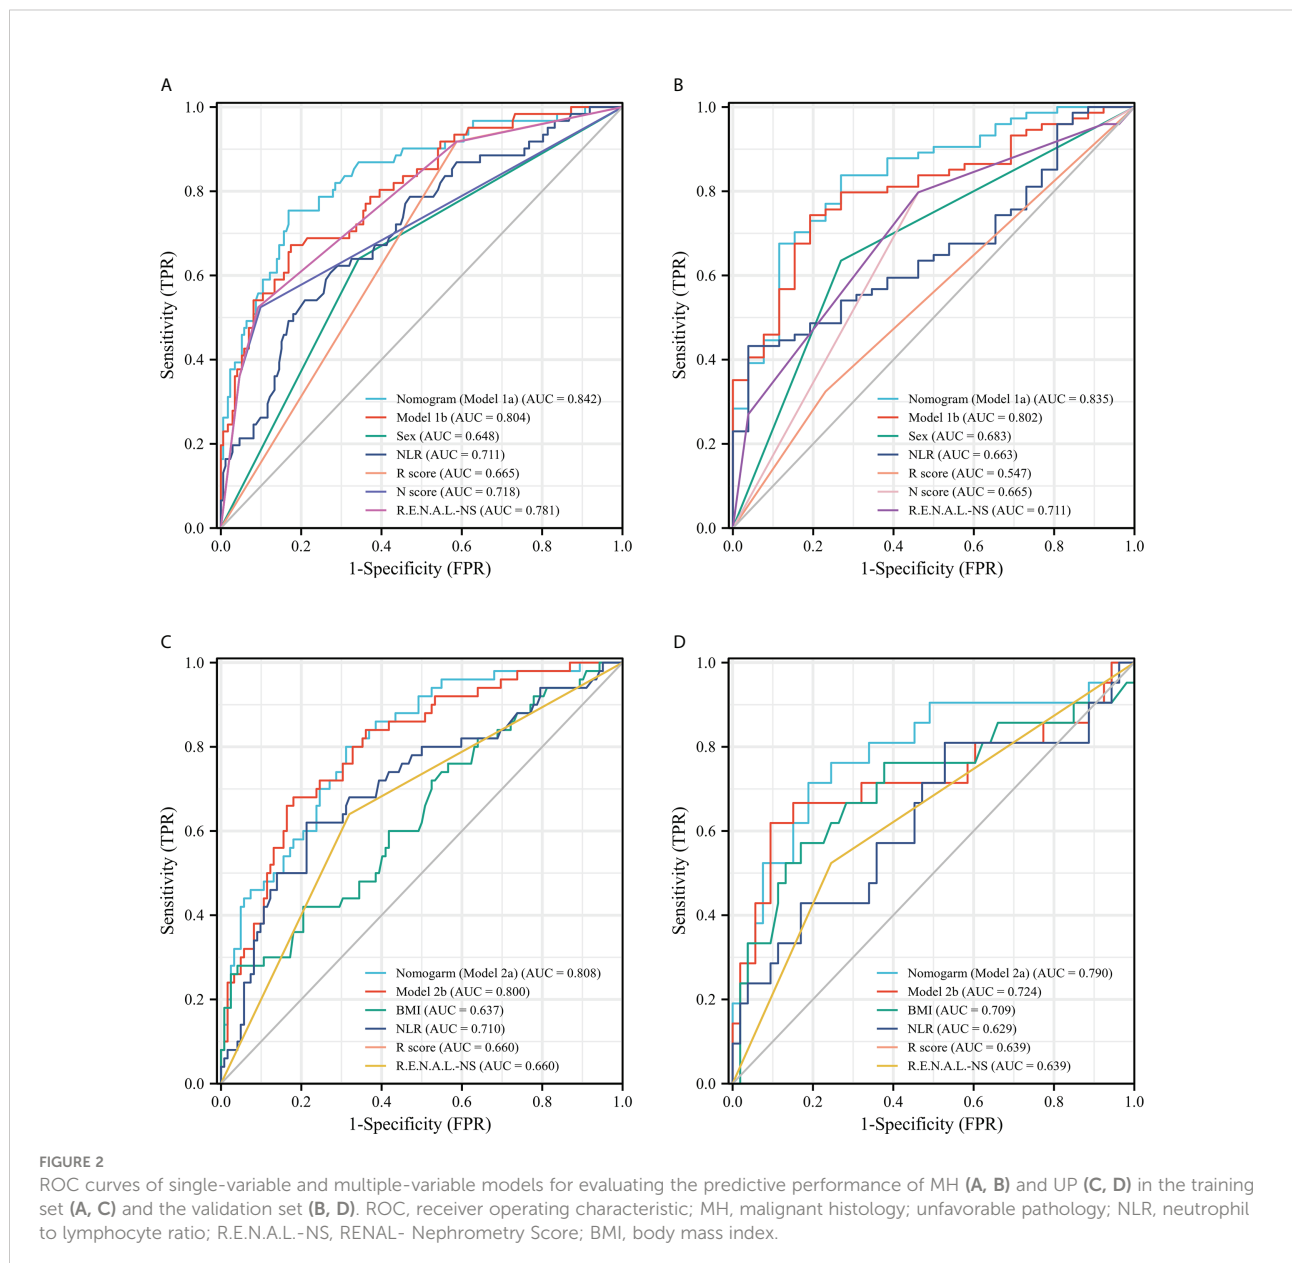 A
1.0
0.8
0.6
0.4
0.2
0.0
Sensitivity (TPR)
Nomogram (Model 1a) (AUC = 0.842)
Model 1b (AUC = 0.804)
Sex (AUC = 0.648)
NLR (AUC = 0.711)
R score (AUC = 0.665)
N score (AUC = 0.718)
R.E.N.A.L.-NS (AUC = 0.781)
0.0 0.2 0.4 0.6 0.8 1.0
1-Specificity (FPR)
B
1.0
0.8
0.6
0.4
0.2
0.0
Sensitivity (TPR)
Nomogram (Model 1a) (AUC = 0.835)
Model 1b (AUC = 0.802)
Sex (AUC = 0.683)
NLR (AUC = 0.663)
R score (AUC = 0.547)
N score (AUC = 0.665)
R.E.N.A.L.-NS (AUC = 0.711)
0.0 0.2 0.4 0.6 0.8 1.0
1-Specificity (FPR)
C
1.0
0.8
0.6
0.4
0.2
0.0
Sensitivity (TPR)
Nomogarm (Model 2a) (AUC = 0.808)
Model 2b (AUC = 0.800)
BMI (AUC = 0.637)
NLR (AUC = 0.710)
R score (AUC = 0.660)
R.E.N.A.L.-NS (AUC = 0.660)
0.0 0.2 0.4 0.6 0.8 1.0
1-Specificity (FPR)
D
1.0
0.8
0.6
0.4
0.2
0.0
Sensitivity (TPR)
Nomogarm (Model 2a) (AUC = 0.790)
Model 2b (AUC = 0.724)
BMI (AUC = 0.709)
NLR (AUC = 0.629)
R score (AUC = 0.639)
R.E.N.A.L.-NS (AUC = 0.639)
0.0 0.2 0.4 0.6 0.8 1.0
1-Specificity (FPR)
FIGURE 2
ROC curves of single-variable and multiple-variable models for evaluating the predictive performance of MH (A, B) and UP (C, D) in the training
set (A, C) and the validation set (B, D). ROC, receiver operating characteristic; MH, malignant histology; unfavorable pathology; NLR, neutrophil
to lymphocyte ratio; R.E.N.A.L.-NS, RENAL- Nephrometry Score; BMI, body mass index.